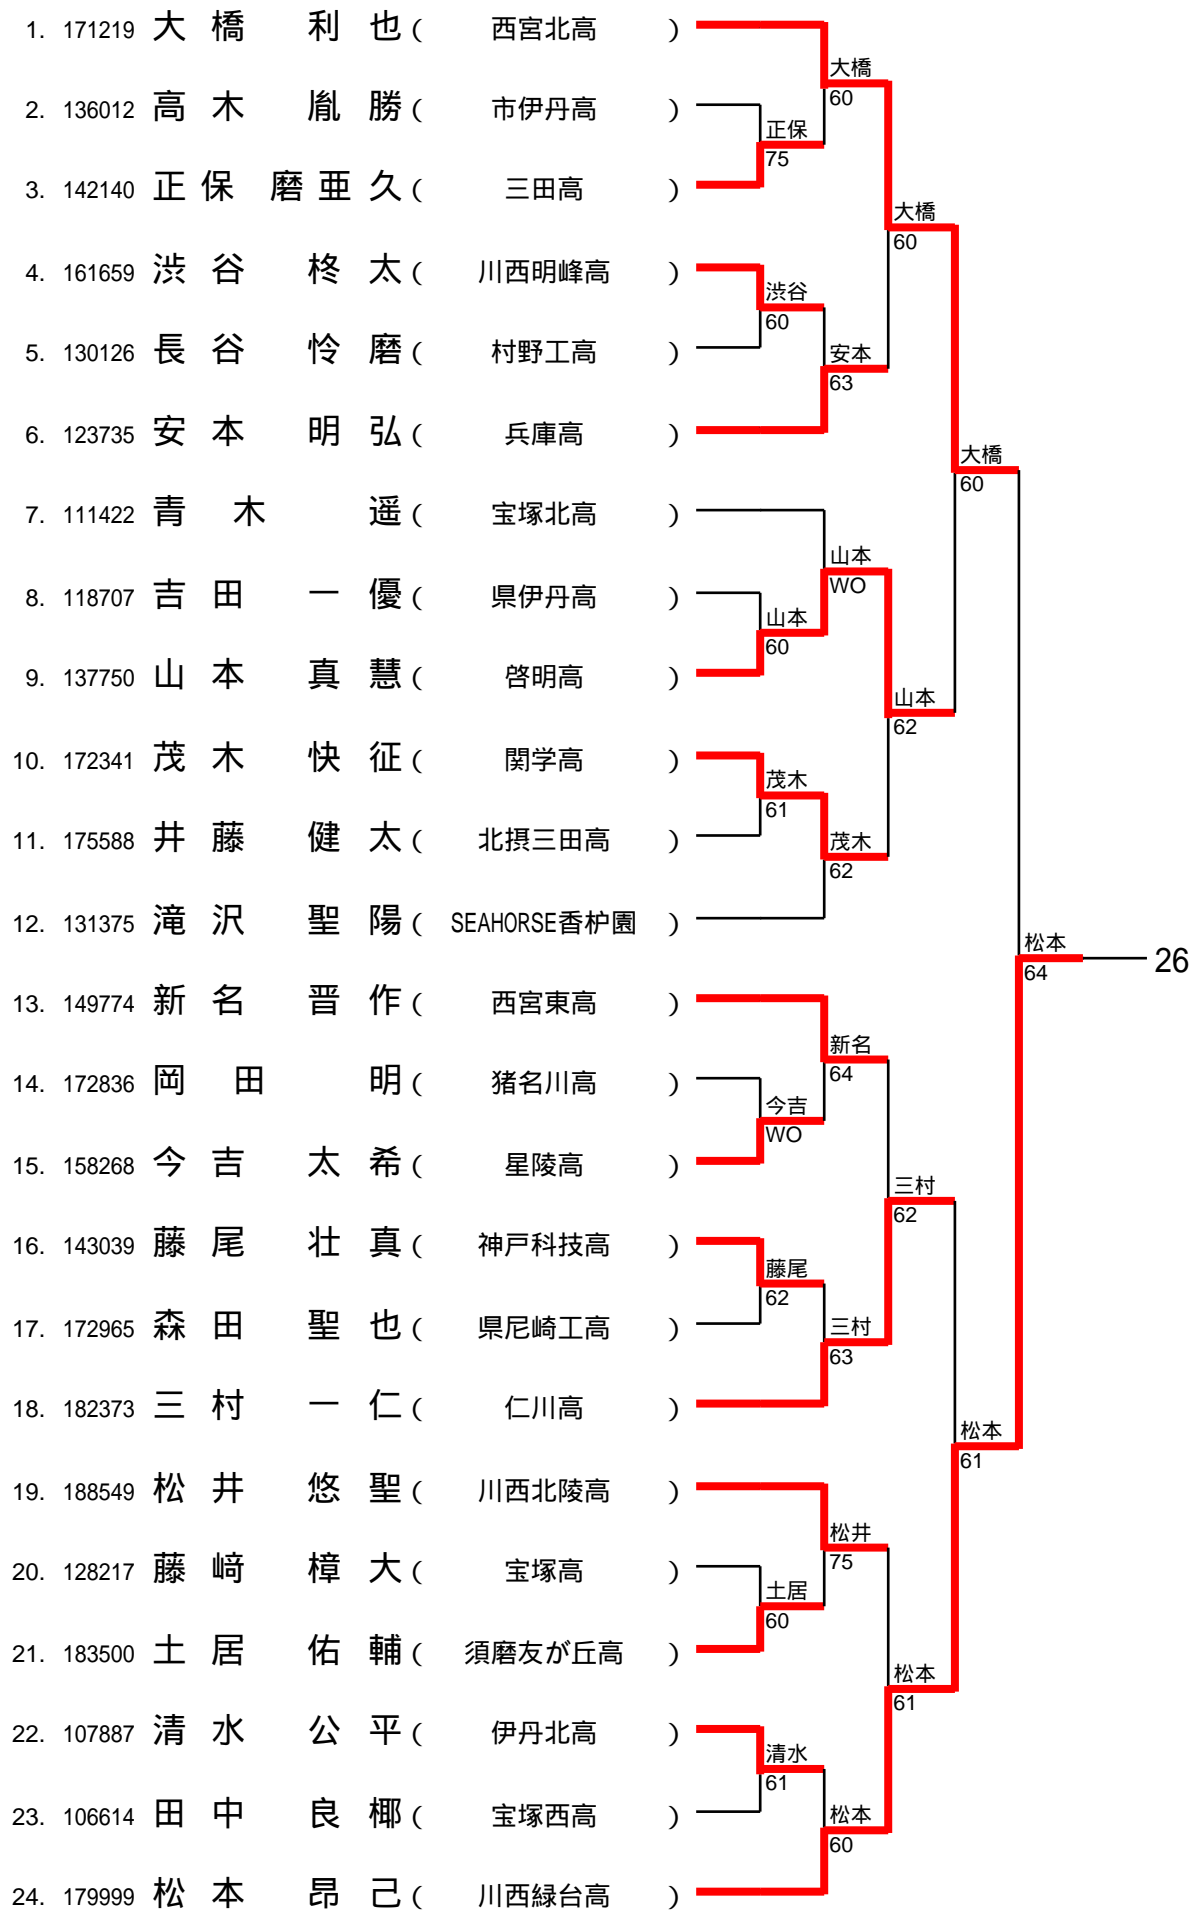 1. 171219 大橋 利也 ( 西宮北高 )
大橋
60
2. 136012 高木 胤勝 ( 市伊丹高 )
正保
75
3. 142140 正保 磨亜久 ( 三田高 )
大橋
60
4. 161659 渋谷 柊太 ( 川西明峰高 )
渋谷
60
5. 130126 長谷 怜磨 ( 村野工高 )
安本
63
6. 123735 安本 明弘 ( 兵庫高 )
大橋
60
7. 111422 青木 遥 ( 宝塚北高 )
山本
WO
8. 118707 吉田 一優 ( 県伊丹高 )
山本
60
9. 137750 山本 真慧 ( 啓明高 )
山本
62
10. 172341 茂木 快征 ( 関学高 )
茂木
61
11. 175588 井藤 健太 ( 北摂三田高 )
茂木
62
12. 131375 滝沢 聖陽 ( SEAHORSE香枦園 )
松本
64
26
13. 149774 新名 晋作 ( 西宮東高 )
新名
64
14. 172836 岡田 明 ( 猪名川高 )
今吉
WO
15. 158268 今吉 太希 ( 星陵高 )
三村
62
16. 143039 藤尾 壮真 ( 神戸科技高 )
藤尾
62
17. 172965 森田 聖也 ( 県尼崎工高 )
三村
63
18. 182373 三村 一仁 ( 仁川高 )
松本
61
19. 188549 松井 悠聖 ( 川西北陵高 )
松井
75
20. 128217 藤﨑 樟大 ( 宝塚高 )
土居
60
21. 183500 土居 佑輔 ( 須磨友が丘高 )
松本
61
22. 107887 清水 公平 ( 伊丹北高 )
清水
61
23. 106614 田中 良椰 ( 宝塚西高 )
松本
60
24. 179999 松本 昂己 ( 川西緑台高 )